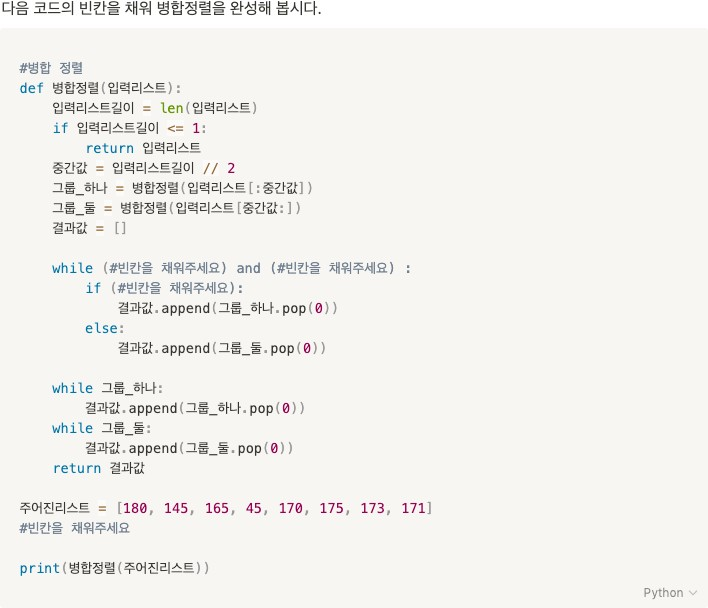 다음 코드의 빈칸을 채워 병합정렬을 완성해 봅시다.
#병합 정렬
def 병합정렬(입력리스트):
    입력리스트길이 = len(입력리스트)
    if 입력리스트길이 <= 1:
        return 입력리스트
    중간값 = 입력리스트길이 // 2
    그룹_하나 = 병합정렬(입력리스트[:중간값])
    그룹_둘 = 병합정렬(입력리스트[중간값:])
    결과값 = []
    while (#빈칸을 채워주세요) and (#빈칸을 채워주세요) :
        if (#빈칸을 채워주세요):
            결과값.append(그룹_하나.pop(0))
        else:
            결과값.append(그룹_둘.pop(0))
    while 그룹_하나:
        결과값.append(그룹_하나.pop(0))
    while 그룹_둘:
        결과값.append(그룹_둘.pop(0))
    return 결과값
주어진리스트 = [180, 145, 165, 45, 170, 175, 173, 171]
#빈칸을 채워주세요
print(병합정렬(주어진리스트))
Python